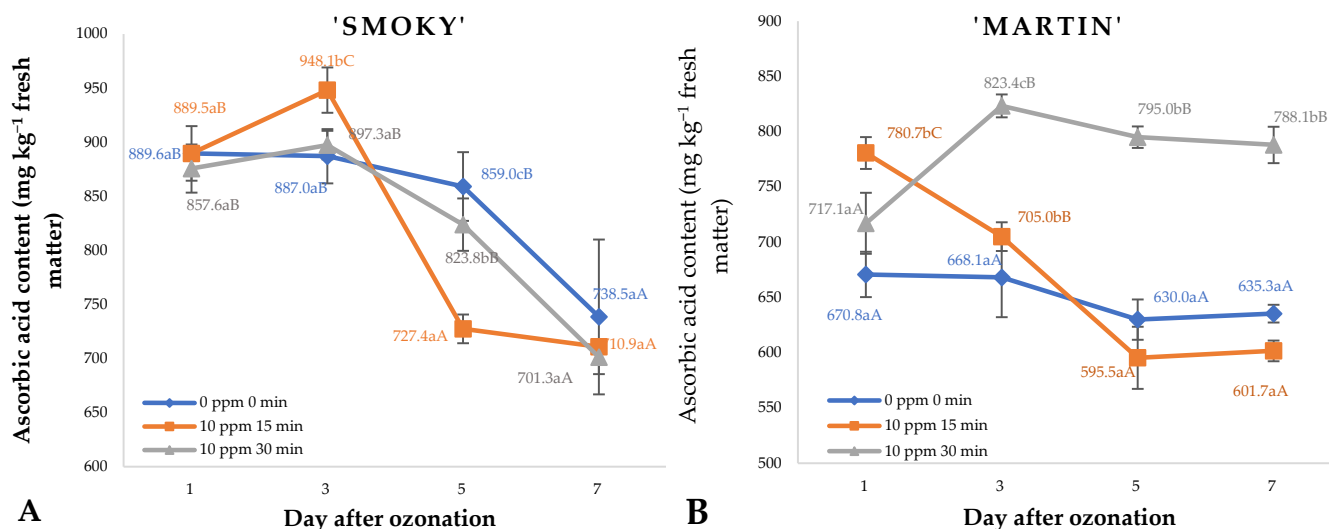 'SMOKY'
Ascorbic acid content (mg kg⁻¹ fresh
matter)
1000
950
900
850
800
750
700
650
600
948.1bC
889.5aB
889.6aB
897.3aB
887.0aB
857.6aB
859.0cB
823.8bB
727.4aA
738.5aA
10.9aA
701.3aA
0 ppm 0 min
10 ppm 15 min
10 ppm 30 min
1 3 5 7
Day after ozonation
A
'MARTIN'
Ascorbic acid content (mg kg⁻¹ fresh
matter)
900
850
800
750
700
650
600
550
500
823.4cB
795.0bB
788.1bB
780.7bC
717.1aA
705.0bB
668.1aA
670.8aA
630.0aA
635.3aA
595.5aA
601.7aA
0 ppm 0 min
10 ppm 15 min
10 ppm 30 min
1 3 5 7
Day after ozonation
B